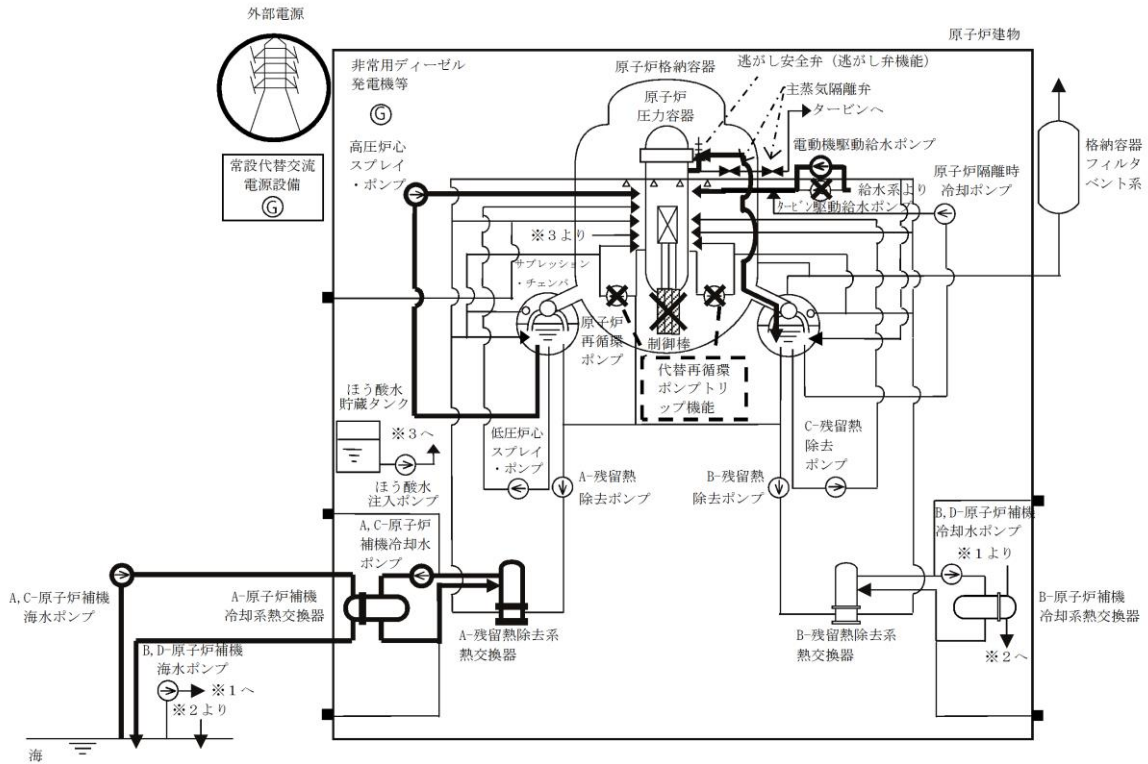 外部電源
常設代替交流
電源設備
G
原子炉建物
非常用ディーゼル
発電機等
G
高圧炉心
スプレイ
・ポンプ
原子炉格納容器
原子炉
圧力容器
逃がし安全弁（逃がし弁機能）
主蒸気隔離弁
タービンへ
電動機駆動給水ポンプ
原子炉隔離時
冷却ポンプ
給水系より
タービン駆動給水ポンプ
格納容器
フィルタ
ベント系
※3より
サプレッション
・チェンバ
原子炉
再循環
ポンプ
制御棒
代替再循環
ポンプトリ
ップ機能
ほう酸水
貯蔵タンク
※3へ
ほう酸水
注入ポンプ
低圧炉心
スプレイ
・ポンプ
A-残留熱
除去ポンプ
B-残留熱
除去ポンプ
C-残留熱
除去
ポンプ
A,C-原子炉
補機冷却水
ポンプ
B,D-原子炉補機
冷却水ポンプ
※1より
A,C-原子炉補機
海水ポンプ
A-原子炉補機
冷却系熱交換器
A-残留熱除去系
熱交換器
B-残留熱除去系
熱交換器
B-原子炉補機
冷却系熱交換器
※2へ
B,D-原子炉補機
海水ポンプ
※1へ
※2より
海